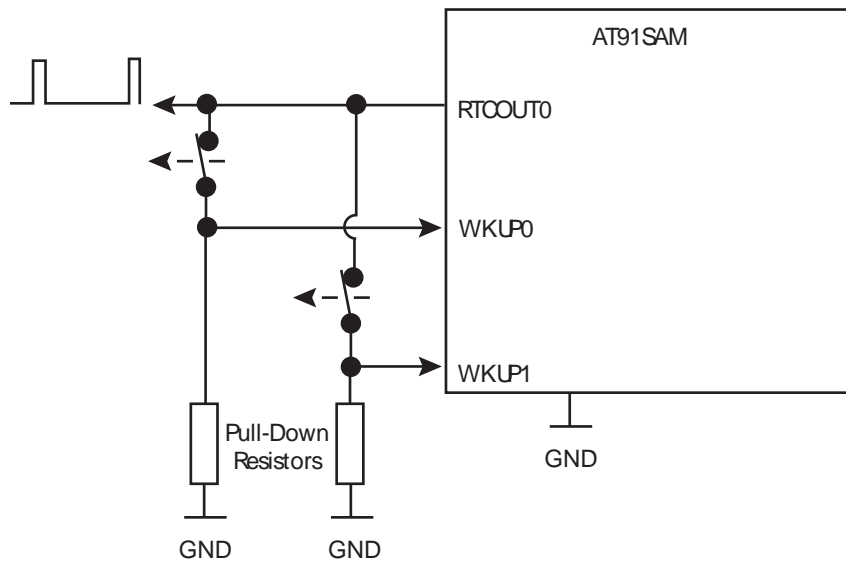 AT91SAM
RTCOUT0
WKUP0
WKUP1
Pull-Down
Resistors
GND
GND
GND